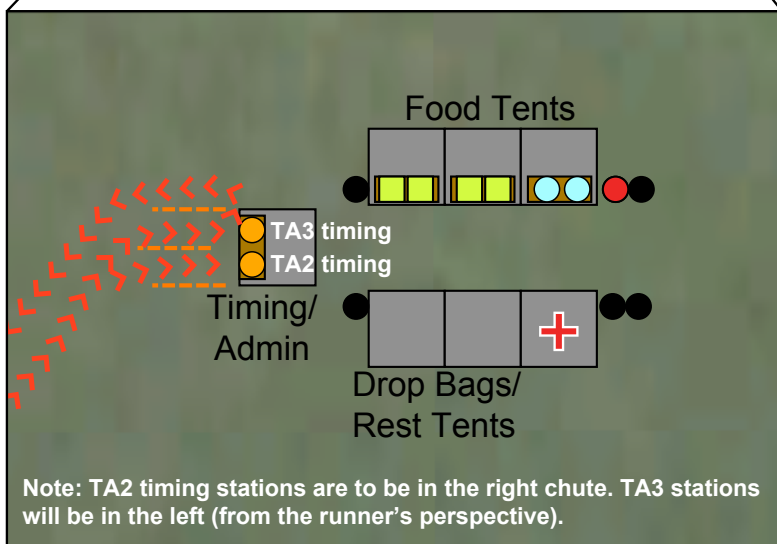 Food Tents
TA3 timing
TA2 timing
Timing/
Admin
Drop Bags/
Rest Tents
Note: TA2 timing stations are to be in the right chute. TA3 stations
will be in the left (from the runner's perspective).